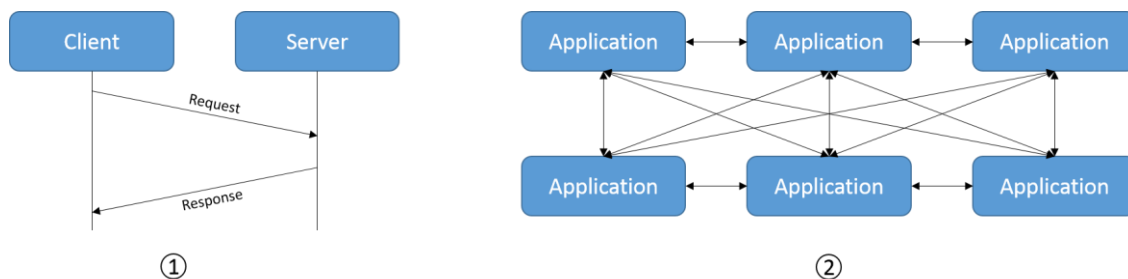 Client
Server
Request
Response
①
Application
Application
Application
Application
Application
Application
②